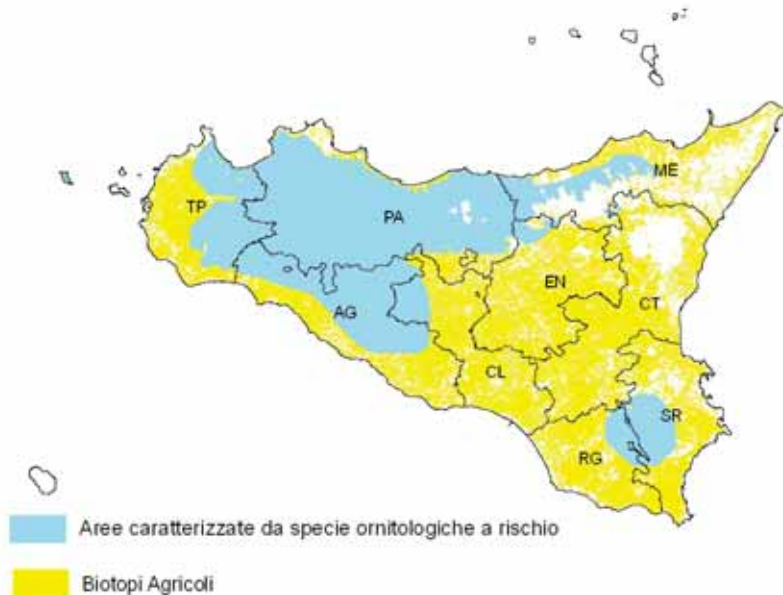 ME
TP
PA
EN
CT
AG
CL
SR
RG
Aree caratterizzate da specie ornitologiche a rischio
Biotopi Agricoli